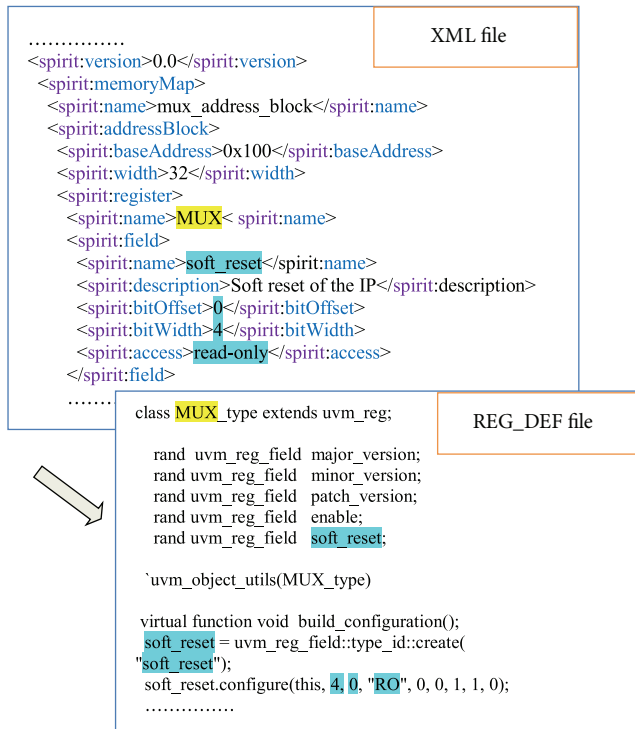 XML file
...............
<spirit:version>0.0</spirit:version>
<spirit:memoryMap>
<spirit:name>mux_address_block</spirit:name>
<spirit:addressBlock>
<spirit:baseAddress>0x100</spirit:baseAddress>
<spirit:width>32</spirit:width>
<spirit:register>
<spirit:name>MUX< spirit:name>
<spirit:field>
<spirit:name>soft_reset</spirit:name>
<spirit:description>Soft reset of the IP</spirit:description>
<spirit:bitOffset>0</spirit:bitOffset>
<spirit:bitWidth>4</spirit:bitWidth>
<spirit:access>read-only</spirit:access>
</spirit:field>
........
REG_DEF file
class MUX_type extends uvm_reg;
rand uvm_reg_field major_version;
rand uvm_reg_field minor_version;
rand uvm_reg_field patch_version;
rand uvm_reg_field enable;
rand uvm_reg_field soft_reset;
`uvm_object_utils(MUX_type)
virtual function void build_configuration();
soft_reset = uvm_reg_field::type_id::create(
"soft_reset");
soft_reset.configure(this, 4, 0, "RO", 0, 0, 1, 1, 0);
...............